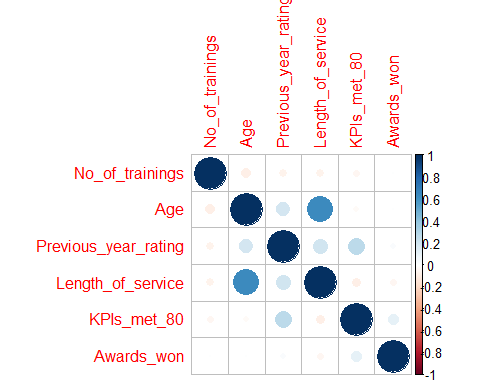 No_of_trainings
Age
Previous_year_rating
Length_of_service
KPIs_met_80
Awards_won
No_of_trainings
Age
Previous_year_rating
Length_of_service
KPIs_met_80
Awards_won
1
0.8
0.6
0.4
0.2
0
-0.2
-0.4
-0.6
-0.8
-1